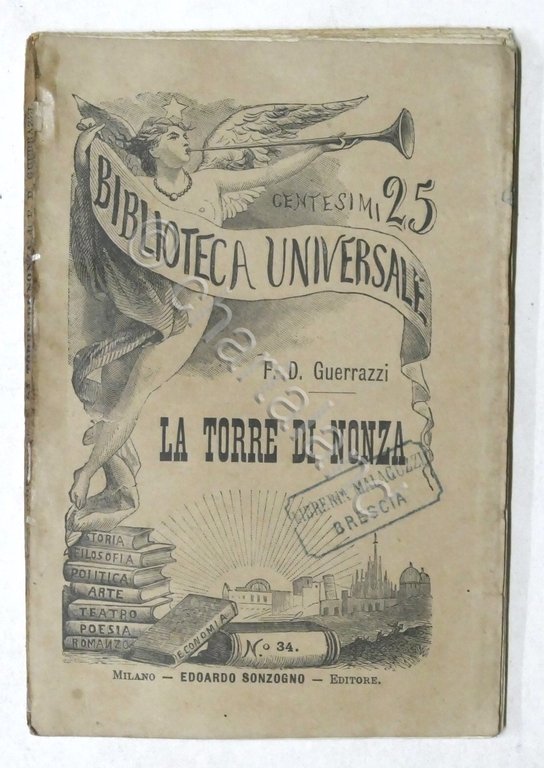 CENTESIMI 25
BIBLIOTECA UNIVERSALE
F. D. Guerrazzi
LA TORRE DI NONZA
LIBRERIA MALAGUZZI
BRESCIA
STORIA
FILOSOFIA
POLITICA
ARTE
TEATRO
POESIA
ROMANZO
ECONOMIA
N.o 34.
MILANO — EDOARDO SONZOGNO — EDITORE.